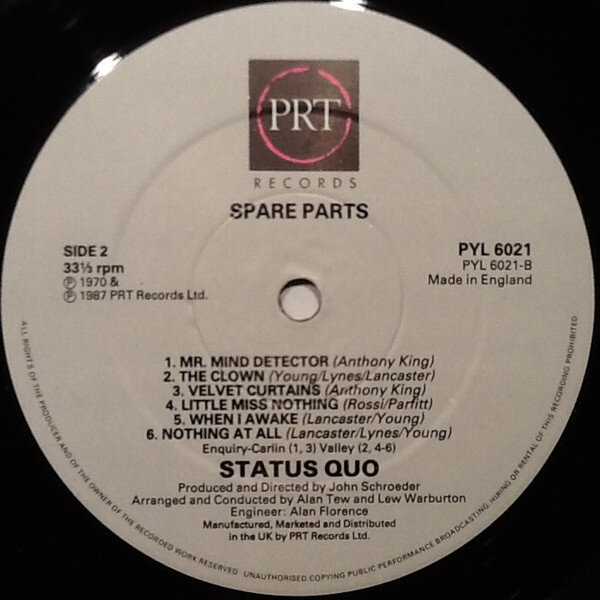 PRT
RECORDS
SPARE PARTS
SIDE 2
33⅓ rpm
Ⓟ 1970 &
Ⓟ 1987 PRT Records Ltd.
PYL 6021
PYL 6021-B
Made in England
1. MR. MIND DETECTOR (Anthony King)
2. THE CLOWN (Young/Lynes/Lancaster)
3. VELVET CURTAINS (Anthony King)
4. LITTLE MISS NOTHING (Rossi/Parfitt)
5. WHEN I AWAKE (Lancaster/Young)
6. NOTHING AT ALL (Lancaster/Lynes/Young)
Enquiry-Carlin (1, 3) Valley (2, 4-6)
STATUS QUO
Produced and Directed by John Schroeder
Arranged and Conducted by Alan Tew and Lew Warburton
Engineer: Alan Florence
Manufactured, Marketed and Distributed
in the UK by PRT Records Ltd.
ALL RIGHTS OF THE PRODUCER AND OF THE OWNER OF THE RECORDED WORK RESERVED. UNAUTHORISED COPYING PUBLIC PERFORMANCE BROADCASTING HIRING OR RENTAL OF THIS RECORDING PROHIBITED